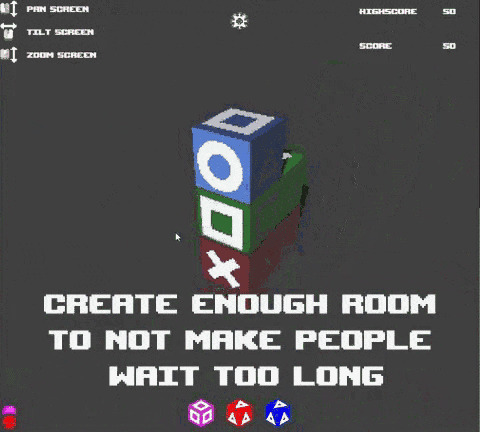 PAN SCREEN
TILT SCREEN
ZOOM SCREEN
HIGHSCORE 50
SCORE 50
CREATE ENOUGH ROOM
TO NOT MAKE PEOPLE
WAIT TOO LONG